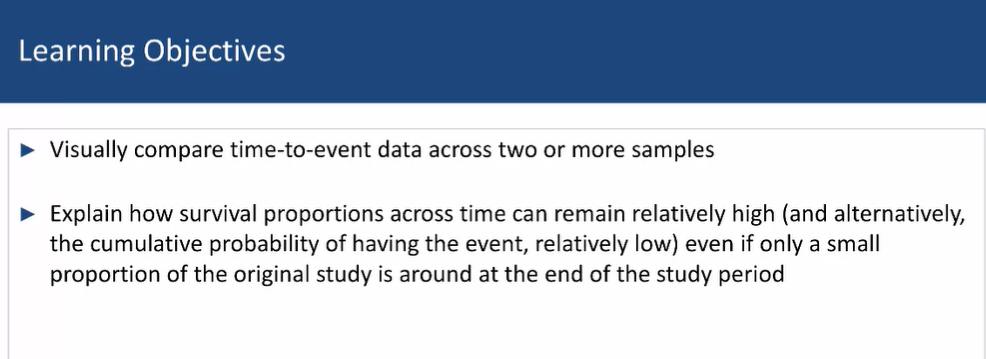 Learning Objectives
► Visually compare time-to-event data across two or more samples
► Explain how survival proportions across time can remain relatively high (and alternatively,
the cumulative probability of having the event, relatively low) even if only a small
proportion of the original study is around at the end of the study period